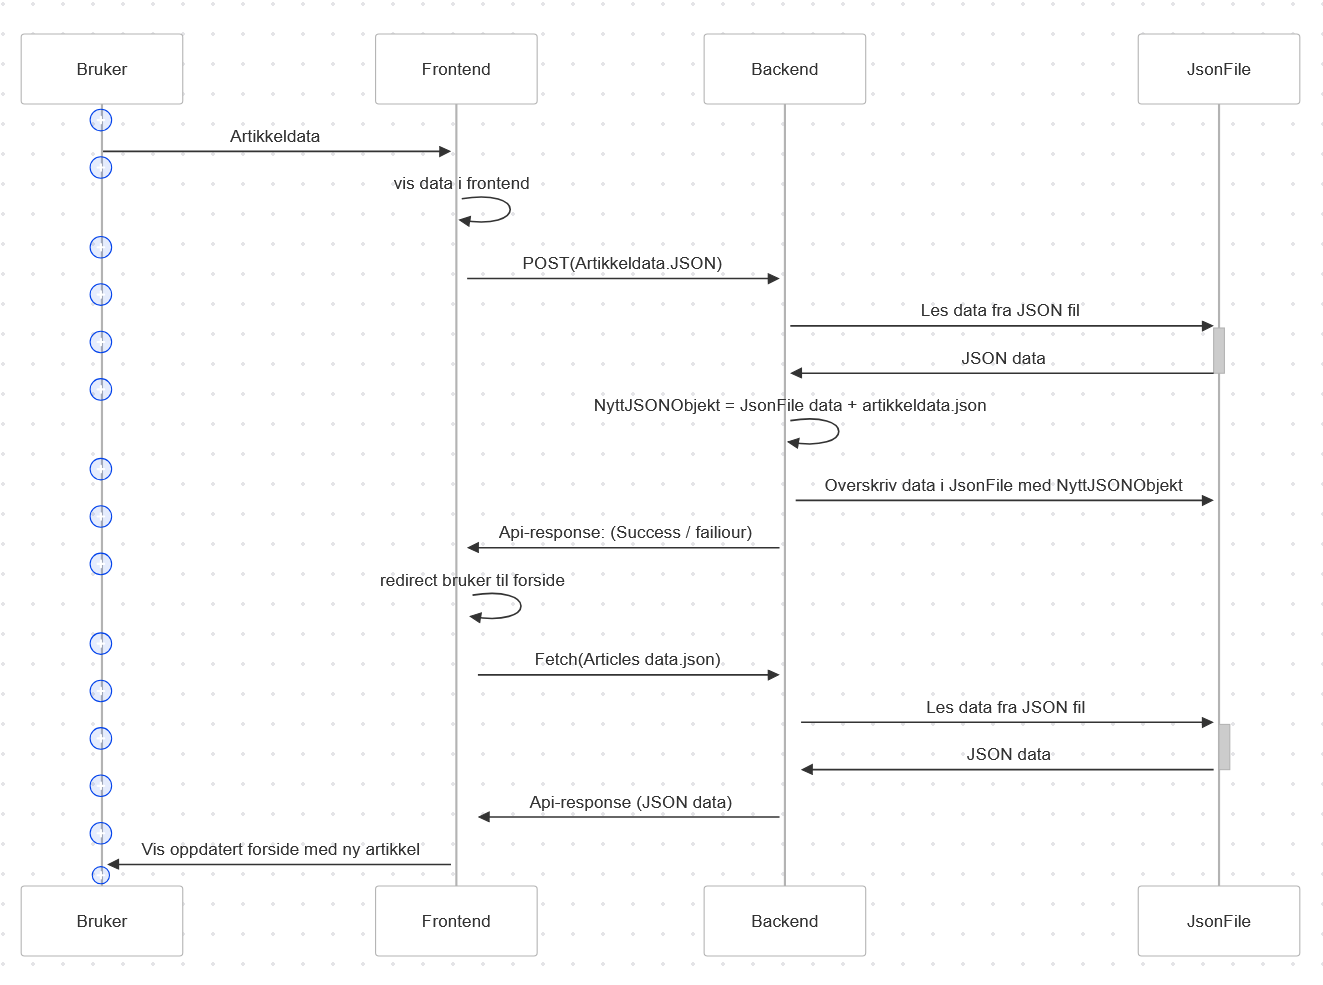 Bruker
Frontend
Backend
JsonFile
Artikkeldata
vis data i frontend
POST(Artikkeldata.JSON)
Les data fra JSON fil
JSON data
NyttJSONObjekt = JsonFile data + artikkeldata.json
Overskriv data i JsonFile med NyttJSONObjekt
Api-response: (Success / failiour)
redirect bruker til forside
Fetch(Articles data.json)
Les data fra JSON fil
JSON data
Api-response (JSON data)
Vis oppdatert forside med ny artikkel
Bruker
Frontend
Backend
JsonFile